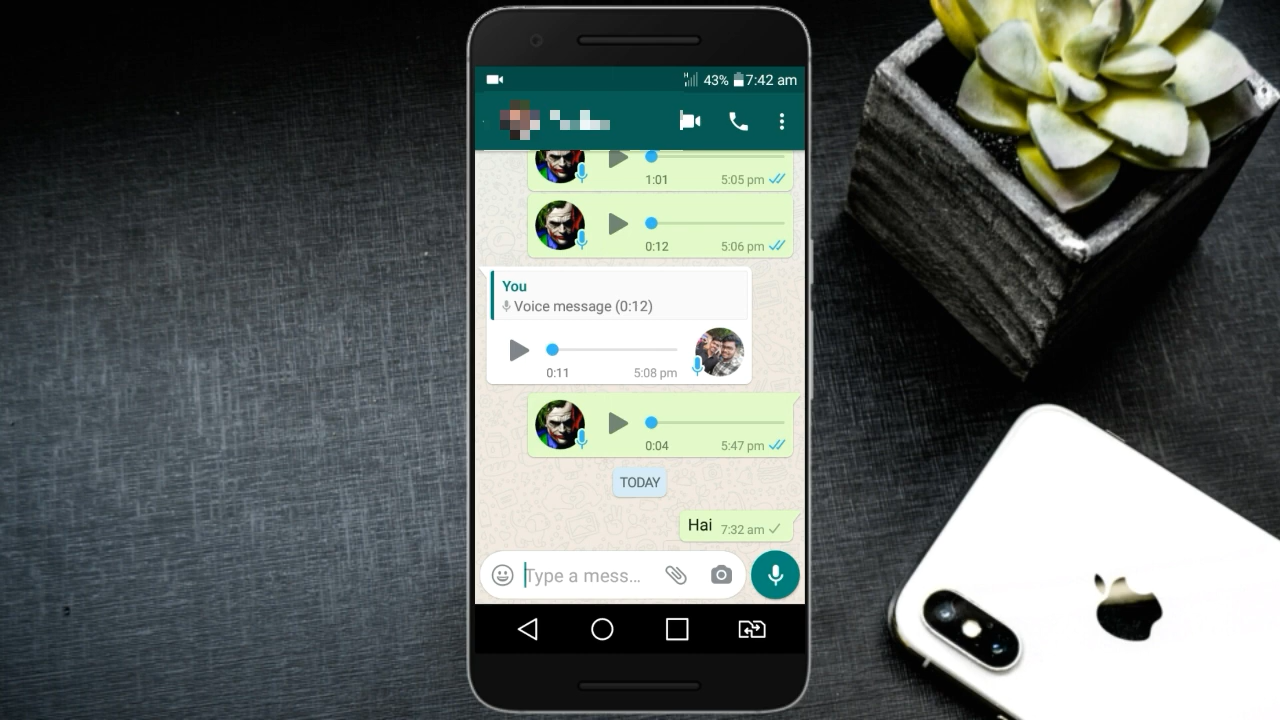 43% 7:42 am
1:01 5:05 pm
0:12 5:06 pm
You
Voice message (0:12)
0:11 5:08 pm
0:04 5:47 pm
TODAY
Hai 7:32 am
Type a mess...